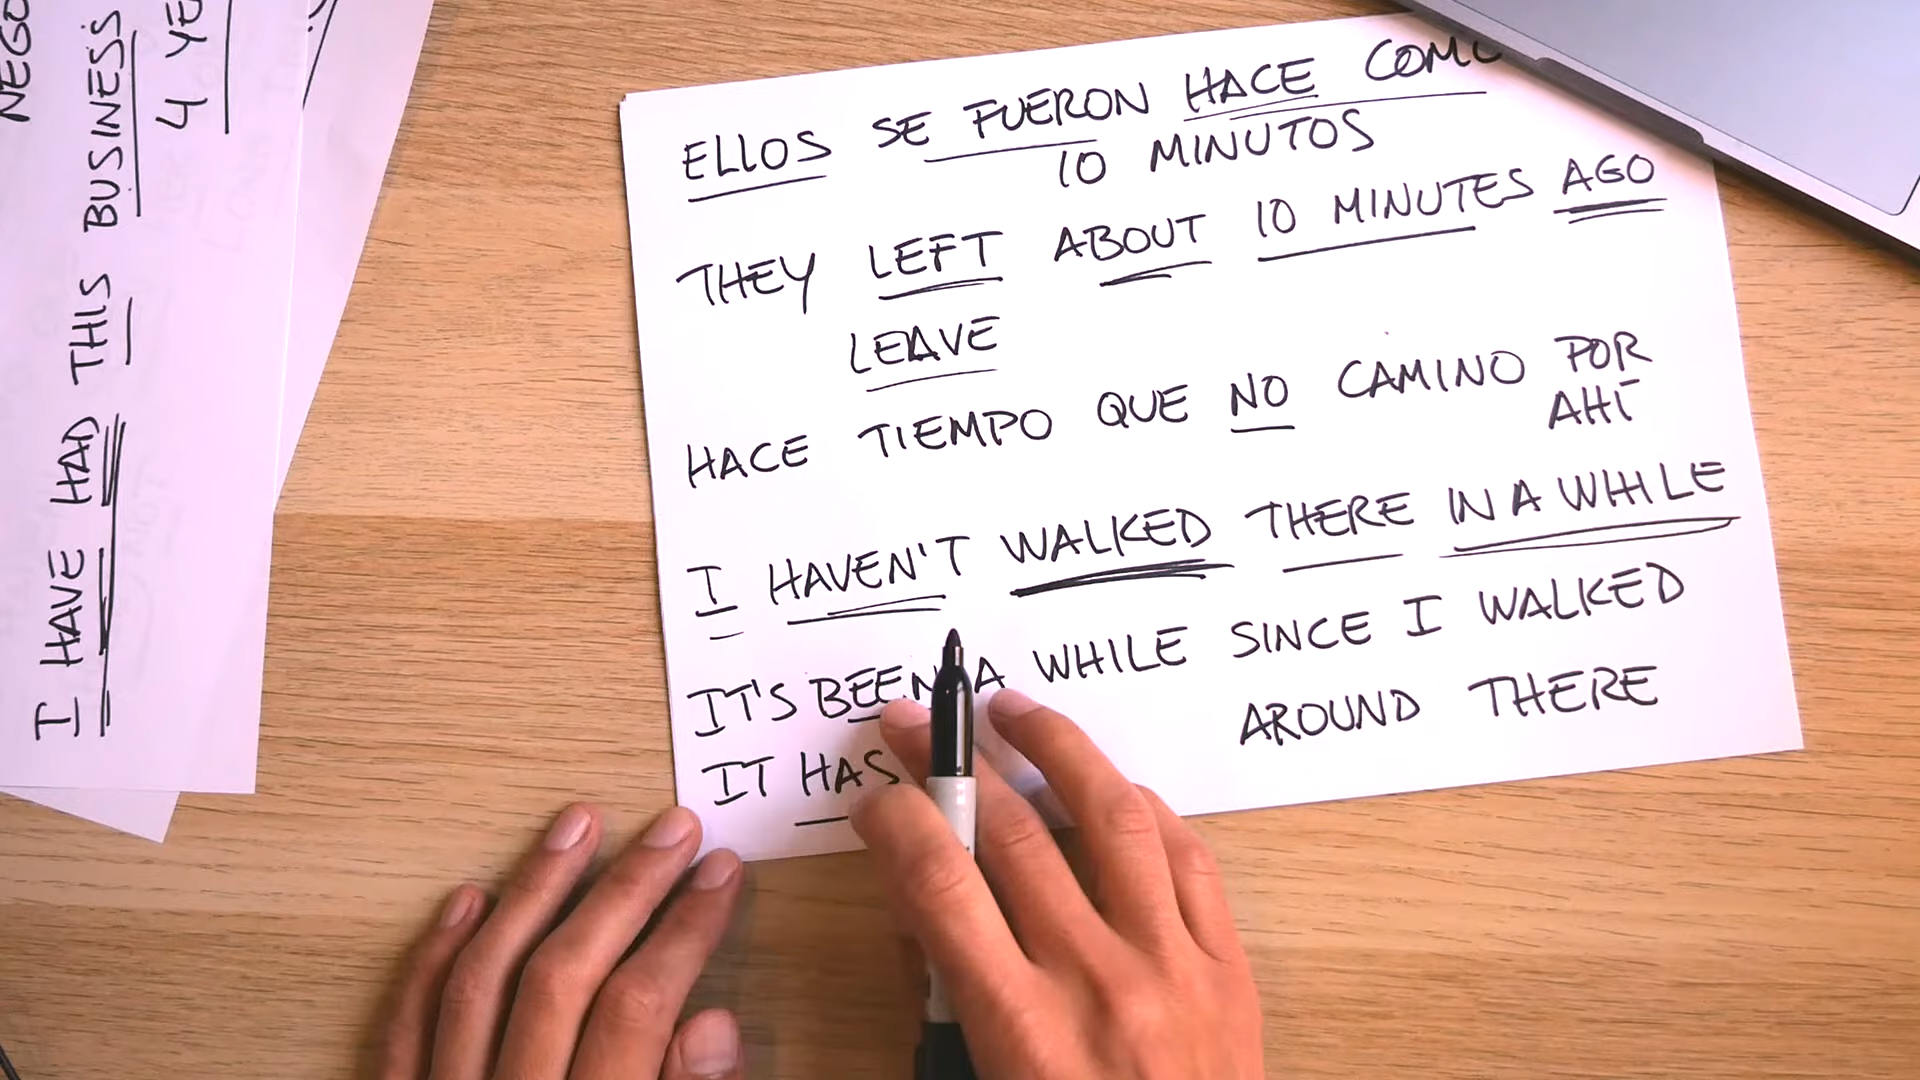 ELLOS SE FUERON HACE
10 MINUTOS
THEY LEFT ABOUT 10 MINUTES AGO
LEAVE
HACE TIEMPO QUE NO CAMINO POR
AHÍ
I HAVEN'T WALKED THERE IN A WHILE
IT'S BEEN A WHILE SINCE I WALKED
AROUND THERE
IT HAS
I HAVE HAD THIS BUSINESS
4